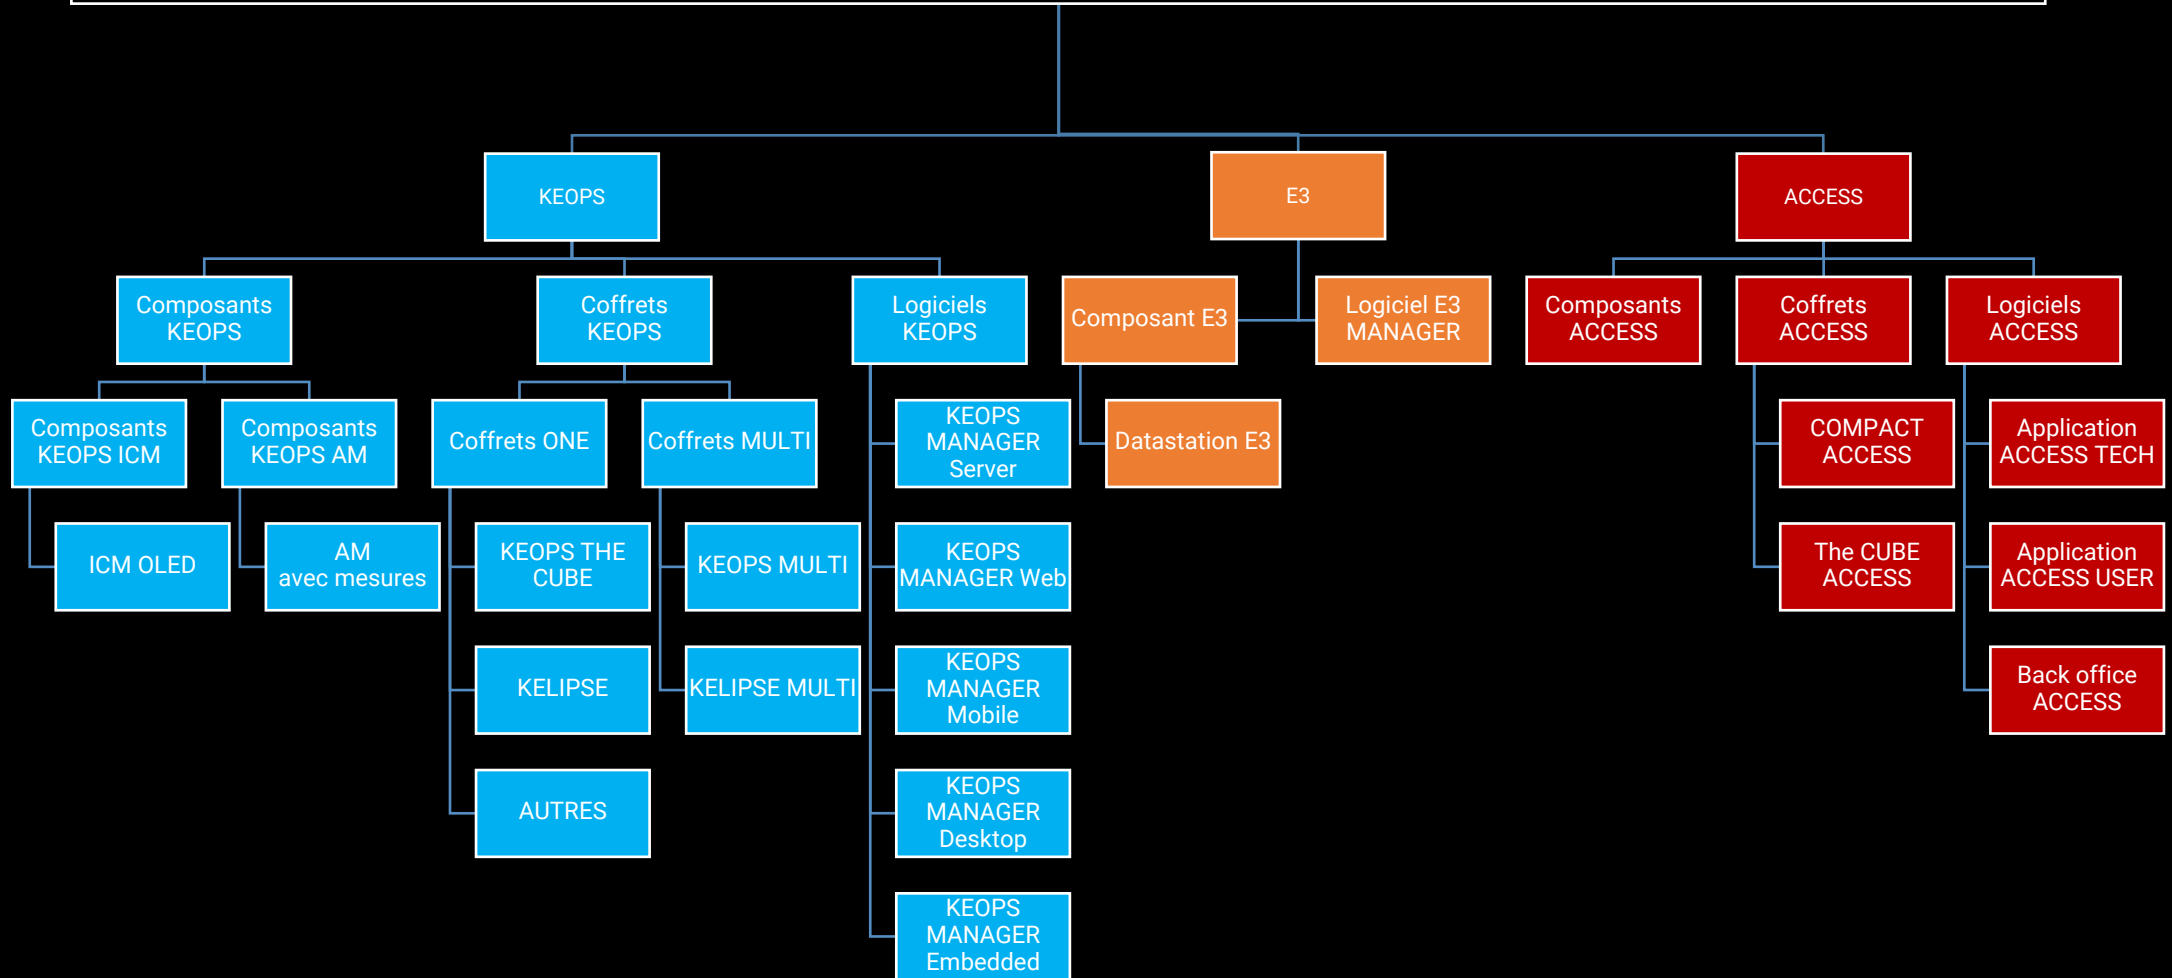 KEOPS
E3
ACCESS
Composants
KEOPS
Coffrets
KEOPS
Logiciels
KEOPS
Composant E3
Logiciel E3
MANAGER
Composants
ACCESS
Coffrets
ACCESS
Logiciels
ACCESS
Composants
KEOPS ICM
Composants
KEOPS AM
Coffrets ONE
Coffrets MULTI
KEOPS
MANAGER
Server
Datastation E3
COMPACT
ACCESS
Application
ACCESS TECH
ICM OLED
AM
avec mesures
KEOPS THE
CUBE
KEOPS MULTI
KEOPS
MANAGER Web
The CUBE
ACCESS
Application
ACCESS USER
KELIPSE
KELIPSE MULTI
KEOPS
MANAGER
Mobile
Back office
ACCESS
AUTRES
KEOPS
MANAGER
Desktop
KEOPS
MANAGER
Embedded